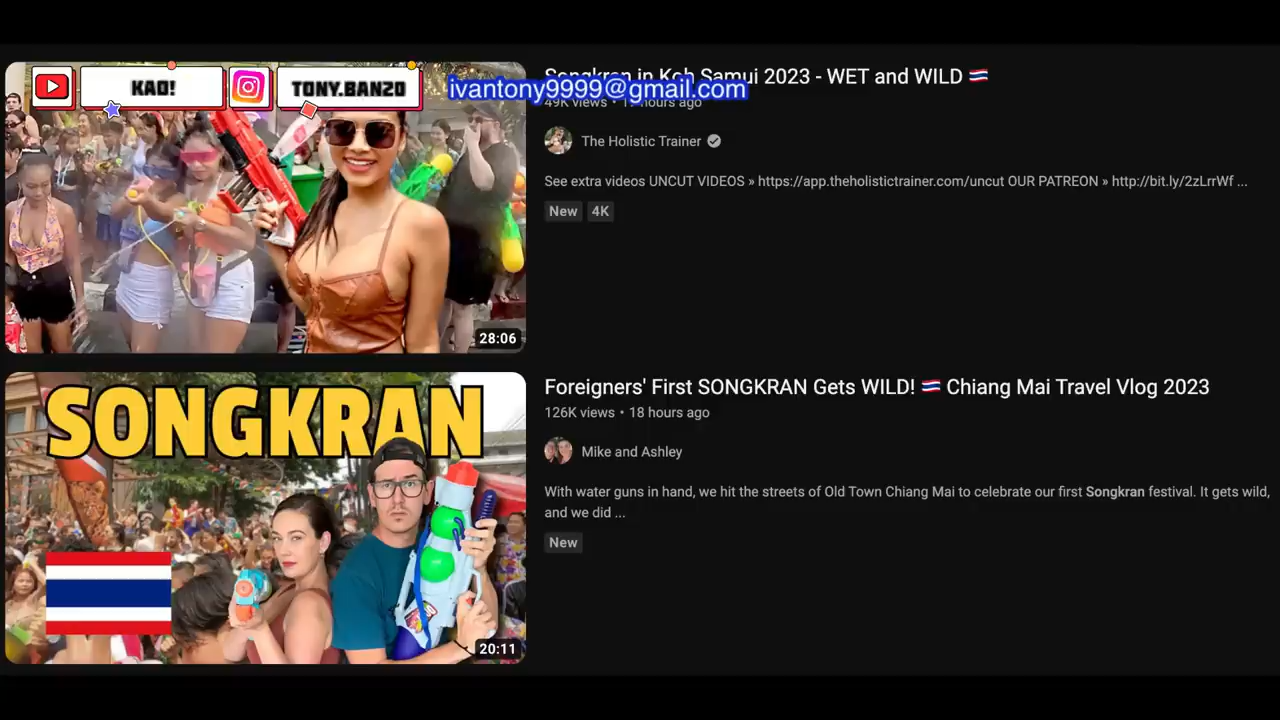 KAO!
TONY.BANZO
ivantony9999@gmail.com
Songkran in Koh Samui 2023 - WET and WILD
49K views • hours ago
The Holistic Trainer
See extra videos UNCUT VIDEOS » https://app.theholistictrainer.com/uncut OUR PATREON » http://bit.ly/2zLrrWf ...
New 4K
28:06
SONGKRAN
Foreigners' First SONGKRAN Gets WILD! Chiang Mai Travel Vlog 2023
126K views • 18 hours ago
Mike and Ashley
With water guns in hand, we hit the streets of Old Town Chiang Mai to celebrate our first Songkran festival. It gets wild,
and we did ...
New
20:11